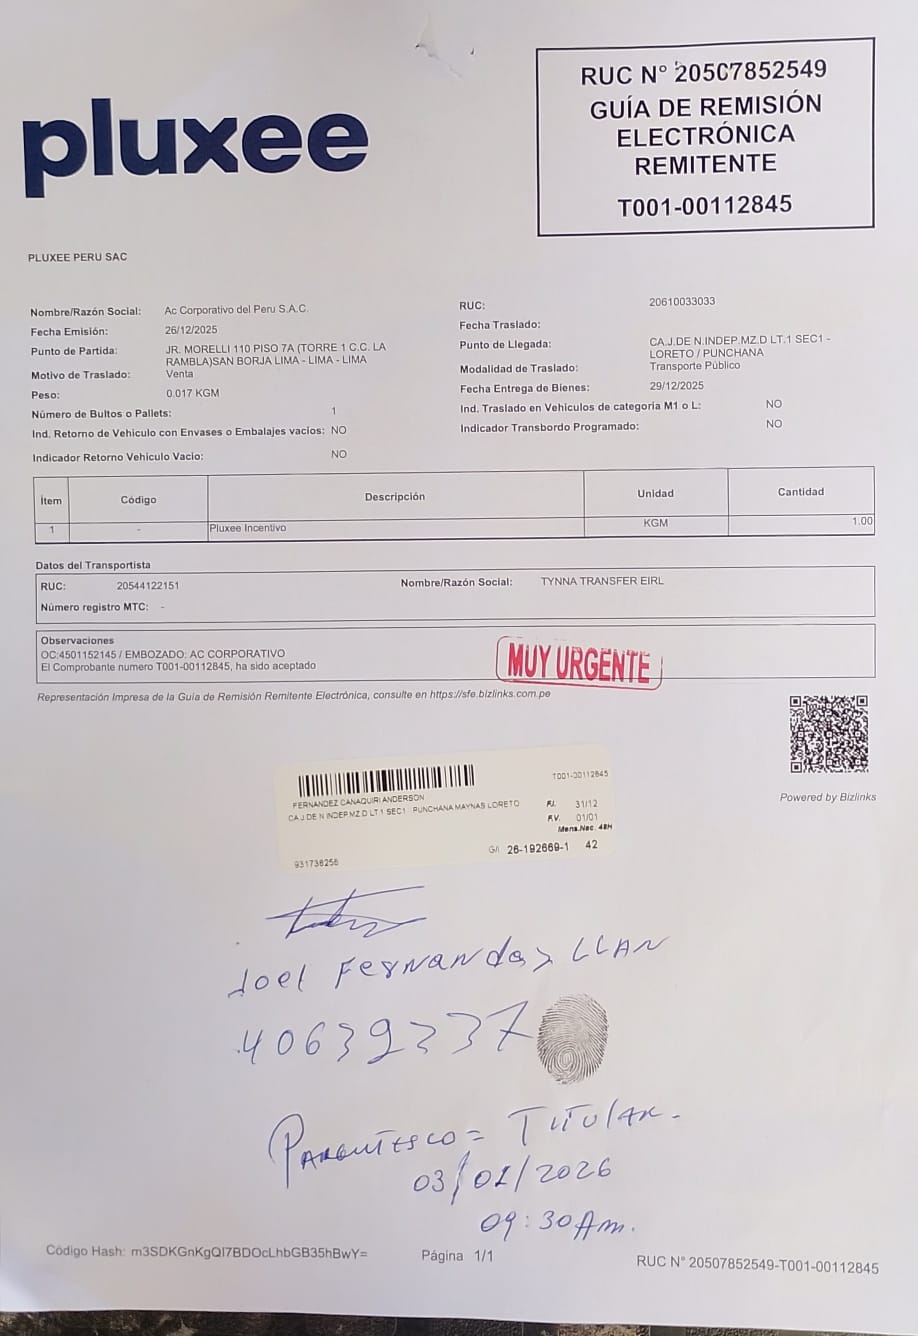 pluxee
RUC N° 20507852549
GUÍA DE REMISIÓN
ELECTRÓNICA
REMITENTE
T001-00112845
PLUXEE PERU SAC
Nombre/Razón Social: Ac Corporativo del Peru S.A.C.
Fecha Emisión: 26/12/2025
Punto de Partida: JR. MORELLI 110 PISO 7A (TORRE 1 C.C. LA
RAMBLA)SAN BORJA LIMA - LIMA - LIMA
Motivo de Traslado: Venta
Peso: 0.017 KGM
Número de Bultos o Pallets: 1
Ind. Retorno de Vehiculo con Envases o Embalajes vacios: NO
Indicador Retorno Vehiculo Vacio: NO
RUC: 20610033033
Fecha Traslado:
Punto de Llegada: CA.J.DE N.INDEP.MZ.D LT.1 SEC1 -
LORETO / PUNCHANA
Modalidad de Traslado: Transporte Público
Fecha Entrega de Bienes: 29/12/2025
Ind. Traslado en Vehiculos de categoria M1 o L: NO
Indicador Transbordo Programado: NO
Ítem Código Descripción Unidad Cantidad
1 - Pluxee Incentivo KGM 1.00
Datos del Transportista
RUC: 20544122151 Nombre/Razón Social: TYNNA TRANSFER EIRL
Número registro MTC: -
Observaciones
OC:4501152145 / EMBOZADO: AC CORPORATIVO
El Comprobante numero T001-00112845, ha sido aceptado
MUY URGENTE
Representación Impresa de la Guía de Remisión Remitente Electrónica, consulte en https://sfe.bizlinks.com.pe
Powered by Bizlinks
T001-00112845
FERNANDEZ CANAQUIRI ANDERSON
CA.J.DE N INDEP.MZ.D LT.1 SEC1 PUNCHANA MAYNAS LORETO
F.I. 31/12
F.V. 01/01
Mens.Nac. 48H
G/I 26-192669-1 42
931736256
Joel Fernandez LLAN
40639237
PARENTESCO = TITULAR.
03/01/2026
09:30 Am.
Código Hash: m3SDKGnKgQI7BDOcLhbGB35hBwY=
Página 1/1
RUC N° 20507852549-T001-00112845